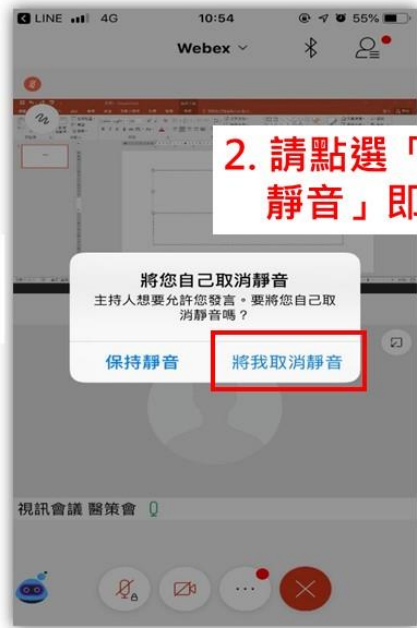 LINE 4G 10:54 55%
Webex
2. 請點選「
靜音」即
將您自己取消靜音
主持人想要允許您發言。要將您自己取
消靜音嗎？
保持靜音 將我取消靜音
視訊會議 醫策會